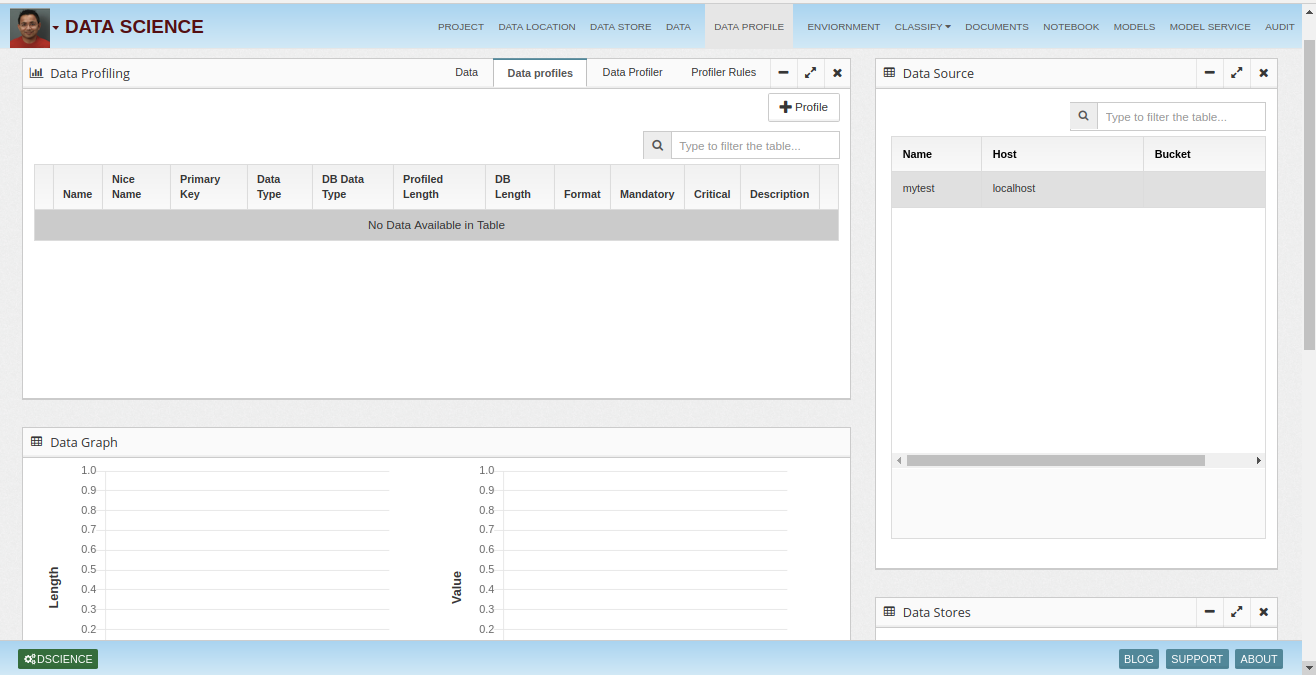 DATA SCIENCE
PROJECT DATA LOCATION DATA STORE DATA DATA PROFILE ENVIORNMENT CLASSIFY DOCUMENTS NOTEBOOK MODELS MODEL SERVICE AUDIT
Data Profiling
Data Data profiles Data Profiler Profiler Rules
Profile
Type to filter the table...
Name Nice Name Primary Key Data Type DB Data Type Profiled Length DB Length Format Mandatory Critical Description
No Data Available in Table
Data Source
Type to filter the table...
Name Host Bucket
mytest localhost
Data Graph
1.0
0.9
0.8
0.7
0.6
0.5
0.4
0.3
0.2
Length
1.0
0.9
0.8
0.7
0.6
0.5
0.4
0.3
0.2
Value
Data Stores
DSCIENCE
BLOG SUPPORT ABOUT